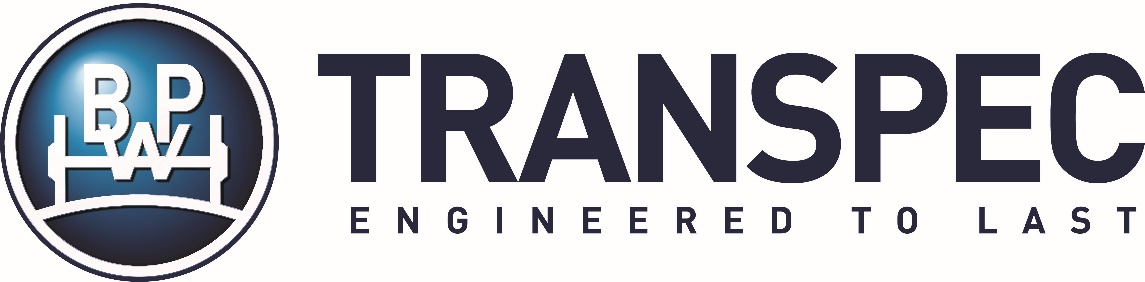 BPW
TRANSPEC
ENGINEERED TO LAST